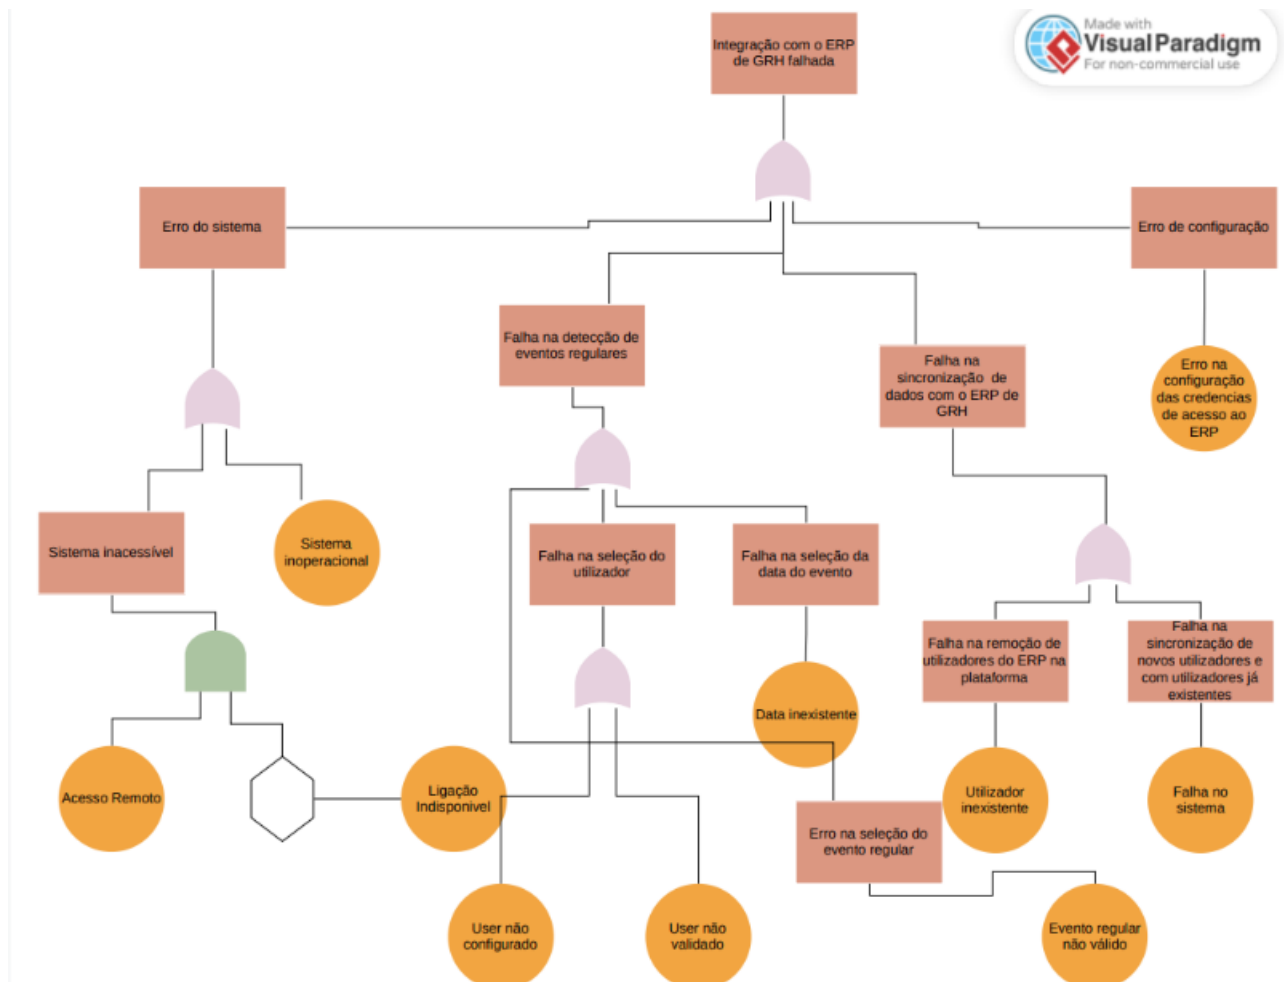 Integração com o ERP
de GRH falhada
Made with
Visual Paradigm
For non-commercial use
Erro do sistema
Erro de configuração
Falha na detecção de
eventos regulares
Falha na
sincronização de
dados com o ERP de
GRH
Erro na
configuração
das credencias
de acesso ao
ERP
Sistema inacessível
Sistema
inoperacional
Falha na seleção do
utilizador
Falha na seleção da
data do evento
Falha na remoção de
utilizadores do ERP na
plataforma
Falha na
sincronização de
novos utilizadores e
com utilizadores já
existentes
Data inexistente
Acesso Remoto
Ligação
Indisponivel
Utilizador
inexistente
Falha no
sistema
Erro na seleção do
evento regular
User não
configurado
User não
validado
Evento regular
não válido